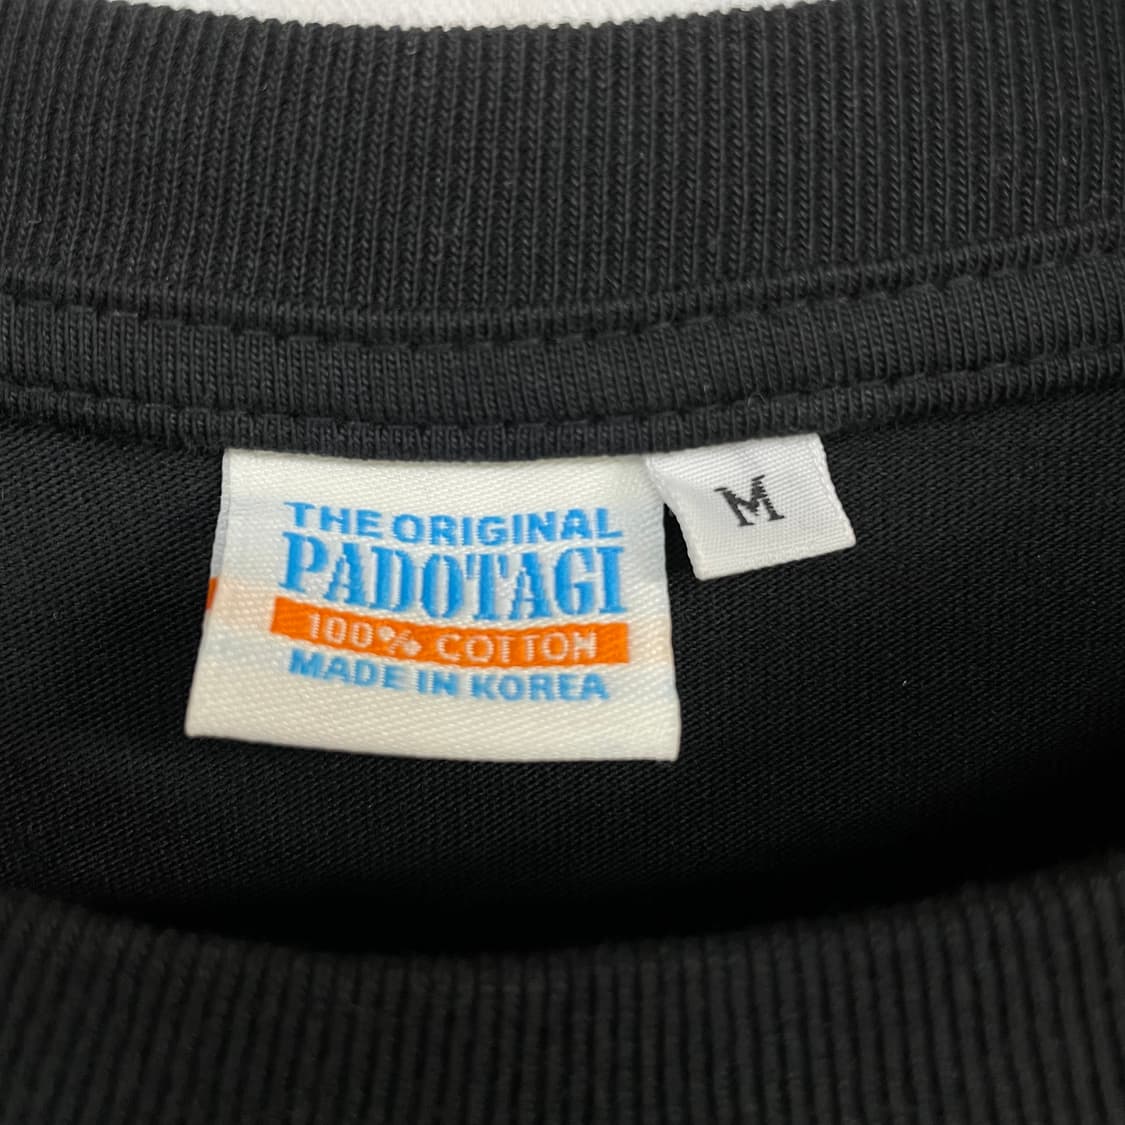 THE ORIGINAL
PADOTAGI
100% COTTON
MADE IN KOREA
M